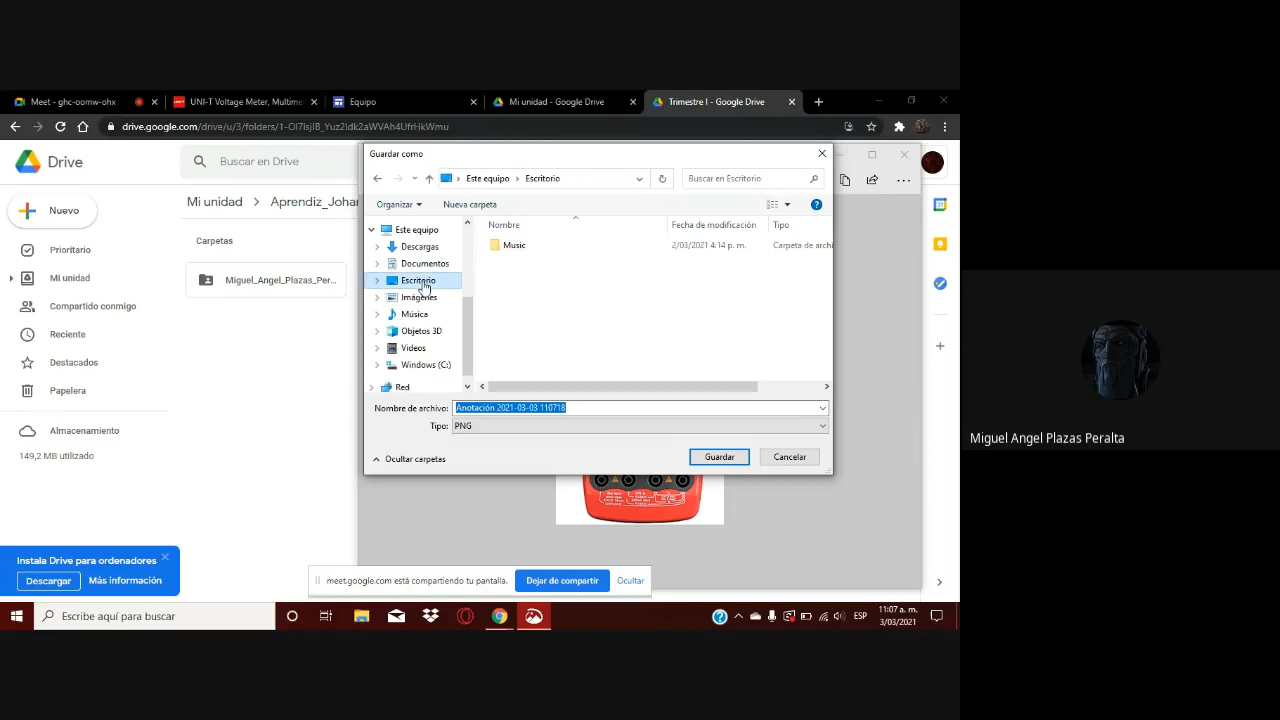 Meet - ghc-oomw-ohx
UNI-T Voltage Meter, Multime
Equipo
Mi unidad - Google Drive
Trimestre I - Google Drive
drive.google.com/drive/u/3/folders/1-OI7IsjlB_Yuz2ldk2aWVAh4UfrHkWmu
Drive
Buscar en Drive
Nuevo
Mi unidad
Aprendiz_Johar
Prioritario
Mi unidad
Compartido conmigo
Reciente
Destacados
Papelera
Almacenamiento
149,2 MB utilizado
Carpetas
Miguel_Angel_Plazas_Per...
Instala Drive para ordenadores
Descargar
Más información
Guardar como
Este equipo
Escritorio
Buscar en Escritorio
Organizar
Nueva carpeta
Este equipo
Descargas
Documentos
Escritorio
Imágenes
Música
Objetos 3D
Videos
Windows (C:)
Red
Nombre
Fecha de modificación
Tipo
Music
2/03/2021 4:14 p. m.
Carpeta de archi
Nombre de archivo:
Anotación 2021-03-03 110718
Tipo:
PNG
Ocultar carpetas
Guardar
Cancelar
meet.google.com está compartiendo tu pantalla.
Dejar de compartir
Ocultar
Escribe aquí para buscar
ESP
11:07 a. m.
3/03/2021
Miguel Angel Plazas Peralta